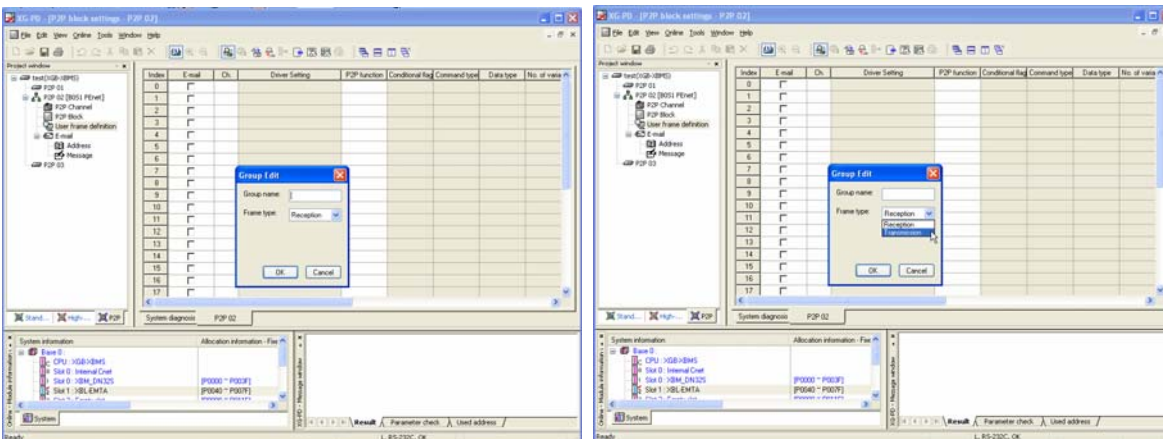 XG-PD - [P2P block settings - P2P 02]
File Edit View Online Tools Window Help
Project window
test(XGB-XBMS)
P2P 01
P2P 02 [B0S1 FEnet]
P2P Channel
P2P Block
User frame definition
E-mail
Address
Message
P2P 03
Index E-mail Ch. Driver Setting P2P function Conditional flag Command type Data type No. of varia
0
1
2
3
4
5
6
7
8
9
10
11
12
13
14
15
16
17
Group Edit
Group name:
Frame type: Reception
OK Cancel
Stand... High-... P2P
System diagnosis P2P 02
System information Allocation information - Fixe
Base 0 :
CPU : XGB-XBMS
Slot 0 : Internal Cnet
Slot 0 : XBM_DN32S [P0000 ~ P003F]
Slot 1 : XBL-EMTA [P0040 ~ P007F]
System
Result Parameter check Used address
Ready L, RS-232C, OK
XG-PD - [P2P block settings - P2P 02]
File Edit View Online Tools Window Help
Project window
test(XGB-XBMS)
P2P 01
P2P 02 [B0S1 FEnet]
P2P Channel
P2P Block
User frame definition
E-mail
Address
Message
P2P 03
Index E-mail Ch. Driver Setting P2P function Conditional flag Command type Data type No. of varia
0
1
2
3
4
5
6
7
8
9
10
11
12
13
14
15
16
17
Group Edit
Group name:
Frame type: Reception
Reception
Transmission
OK Cancel
Stand... High-... P2P
System diagnosis P2P 02
System information Allocation information - Fixe
Base 0 :
CPU : XGB-XBMS
Slot 0 : Internal Cnet
Slot 0 : XBM_DN32S [P0000 ~ P003F]
Slot 1 : XBL-EMTA [P0040 ~ P007F]
System
Result Parameter check Used address
Ready L, RS-232C, OK